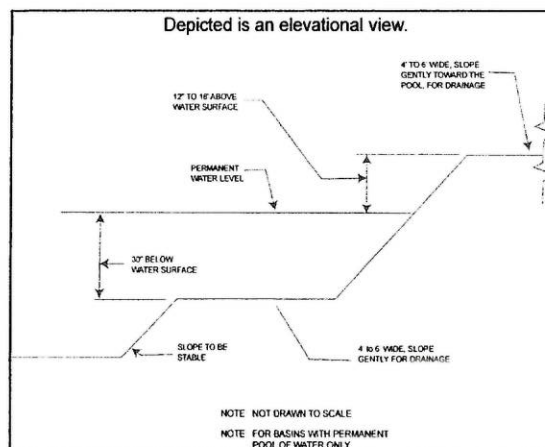 Depicted is an elevational view.
4' TO 6' WIDE, SLOPE
GENTLY TOWARD THE
POOL, FOR DRAINAGE
12" TO 18" ABOVE
WATER SURFACE
PERMANENT
WATER LEVEL
30" BELOW
WATER SURFACE
SLOPE TO BE
STABLE
4' to 6' WIDE, SLOPE
GENTLY FOR DRAINAGE
NOTE NOT DRAWN TO SCALE
NOTE FOR BASINS WITH PERMANENT
POOL OF WATER ONLY